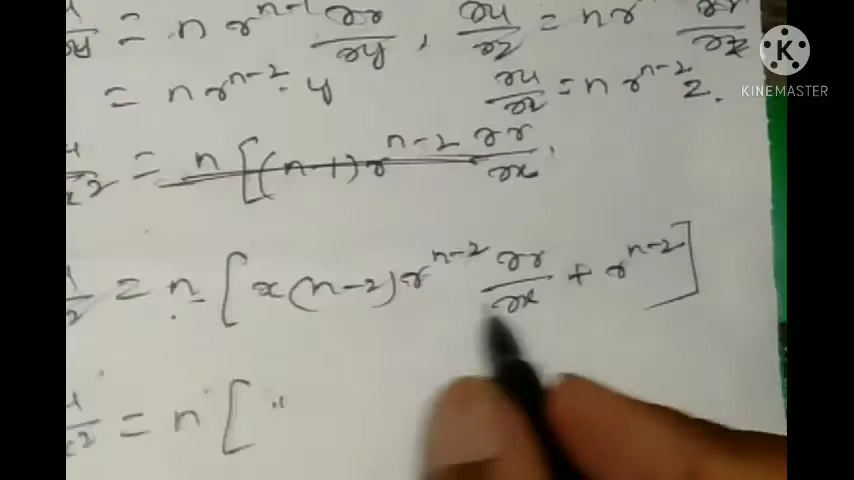 = n r^{n-1} ∂r/∂y , ∂u/∂z = n r ∂r/∂z
= n r^{n-2} . y ∂u/∂z = n r^{n-2} z.
= n [(n-1) r^{n-2} ∂r/∂x .
= n [ x(n-2) r^{n-2} ∂r/∂x + r^{n-2} ]
= n [
K
KINEMASTER